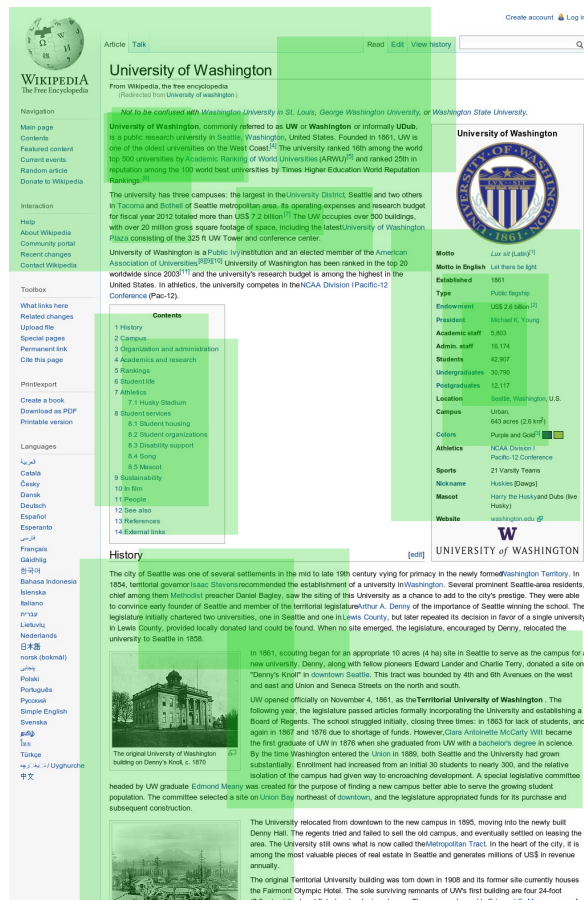 Create account
Log in
WIKIPEDIA
The Free Encyclopedia
Article
Talk
Read
Edit
View history
University of Washington
From Wikipedia, the free encyclopedia
(Redirected from University of washington)
Not to be confused with Washington University in St. Louis, George Washington University, or Washington State University.
University of Washington, commonly referred to as UW or Washington or informally UDub,
is a public research university in Seattle, Washington, United States. Founded in 1861, UW is
one of the oldest universities on the West Coast.[4] The university ranked 16th among the world
top 500 universities by Academic Ranking of World Universities (ARWU)[5] and ranked 25th in
reputation among the 100 world best universities by Times Higher Education World Reputation
Rankings.[6]
The university has three campuses: the largest in theUniversity District, Seattle and two others
in Tacoma and Bothell of Seattle metropolitan area. Its operating expenses and research budget
for fiscal year 2012 totaled more than US$ 7.2 billion.[7] The UW occupies over 500 buildings,
with over 20 million gross square footage of space, including the latestUniversity of Washington
Plaza consisting of the 325 ft UW Tower and conference center.
University of Washington is aPublic Ivyinstitution and an elected member of the American
Association of Universities.[8][9][10] University of Washington has been ranked in the top 20
worldwide since 2003[11] and the university's research budget is among the highest in the
United States. In athletics, the university competes in theNCAA Division IPacific-12
Conference (Pac-12).
Navigation
Main page
Contents
Featured content
Current events
Random article
Donate to Wikipedia
Interaction
Help
About Wikipedia
Community portal
Recent changes
Contact Wikipedia
Toolbox
What links here
Related changes
Upload file
Special pages
Permanent link
Cite this page
Print/export
Create a book
Download as PDF
Printable version
Languages
العربية
Català
Česky
Dansk
Deutsch
Español
Esperanto
فارسی
Français
Gàidhlig
한국어
Bahasa Indonesia
Íslenska
Italiano
עברית
Lietuvių
Nederlands
日本語
norsk (bokmål)
پنجابی
Polski
Português
Русский
Simple English
Svenska
தமிழ்
ไทย
Türkçe
/ Uyghurche
中文
Contents
1 History
2 Campus
3 Organization and administration
4 Academics and research
5 Rankings
6 Student life
7 Athletics
7.1 Husky Stadium
8 Student services
8.1 Student housing
8.2 Student organizations
8.3 Disability support
8.4 Song
8.5 Mascot
9 Sustainability
10 In film
11 People
12 See also
13 References
14 External links
University of Washington
UNIVERSITY OF WASHINGTON
LVX SIT
1861
Motto Lux sit (Latin)[1]
Motto in English Let there be light
Established 1861
Type Public flagship
Endowment US$ 2.6 billion [2]
President Michael K. Young
Academic staff 5,803
Admin. staff 16,174
Students 42,907
Undergraduates 30,790
Postgraduates 12,117
Location Seattle, Washington, U.S.
Campus Urban,
643 acres (2.6 km²)
Colors Purple and Gold[3]
Athletics NCAA Division I
Pacific-12 Conference
Sports 21 Varsity Teams
Nickname Huskies [Dawgs]
Mascot Harry the Huskyand Dubs (live
Husky)
Website washington.edu
W
UNIVERSITY of WASHINGTON
History
[edit]
The city of Seattle was one of several settlements in the mid to late 19th century vying for primacy in the newly formedWashington Territory. In
1854, territorial governor Isaac Stevensrecommended the establishment of a university inWashington. Several prominent Seattle-area residents,
chief among them Methodist preacher Daniel Bagley, saw the siting of this University as a chance to add to the city's prestige. They were able
to convince early founder of Seattle and member of the territorial legislatureArthur A. Denny of the importance of Seattle winning the school. The
legislature initially chartered two universities, one in Seattle and one inLewis County, but later repeated its decision in favor of a single university
in Lewis County, provided locally donated land could be found. When no site emerged, the legislature, encouraged by Denny, relocated the
university to Seattle in 1858.
In 1861, scouting began for an appropriate 10 acres (4 ha) site in Seattle to serve as the campus for a
new university. Denny, along with fellow pioneers Edward Lander and Charlie Terry, donated a site on
"Denny's Knoll" in downtown Seattle. This tract was bounded by 4th and 6th Avenues on the west
and east and Union and Seneca Streets on the north and south.
UW opened officially on November 4, 1861, as theTerritorial University of Washington. The
following year, the legislature passed articles formally incorporating the University and establishing a
Board of Regents. The school struggled initially, closing three times: in 1863 for lack of students, and
again in 1867 and 1876 due to shortage of funds. However,Clara Antoinette McCarty Wilt became
the first graduate of UW in 1876 when she graduated from UW with a bachelor's degree in science.
By the time Washington entered the Union in 1889, both Seattle and the University had grown
substantially. Enrollment had increased from an initial 30 students to nearly 300, and the relative
isolation of the campus had given way to encroaching development. A special legislative committee
The original University of Washington
building on Denny's Knoll, c. 1870
headed by UW graduate Edmond Meany was created for the purpose of finding a new campus better able to serve the growing student
population. The committee selected a site on Union Bay northeast of downtown, and the legislature appropriated funds for its purchase and
subsequent construction.
The University relocated from downtown to the new campus in 1895, moving into the newly built
Denny Hall. The regents tried and failed to sell the old campus, and eventually settled on leasing the
area. The University still owns what is now called theMetropolitan Tract. In the heart of the city, it is
among the most valuable pieces of real estate in Seattle and generates millions of US$ in revenue
annually.
The original Territorial University building was torn down in 1908 and its former site currently houses
the Fairmont Olympic Hotel. The sole surviving remnants of UW's first building are four 24-foot